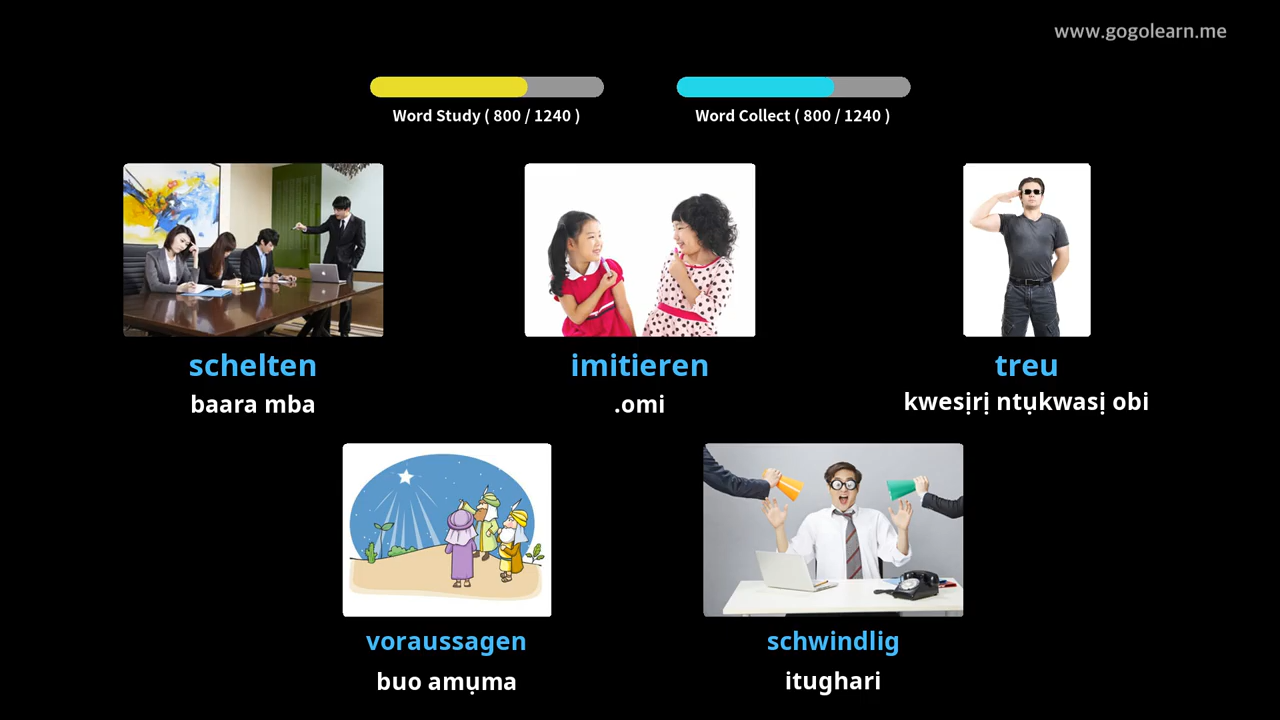 www.gogolearn.me
Word Study ( 800 / 1240 )
Word Collect ( 800 / 1240 )
schelten
imitieren
treu
baara mba
.omi
kwesịrị ntụkwasị obi
voraussagen
schwindlig
buo amụma
itughari